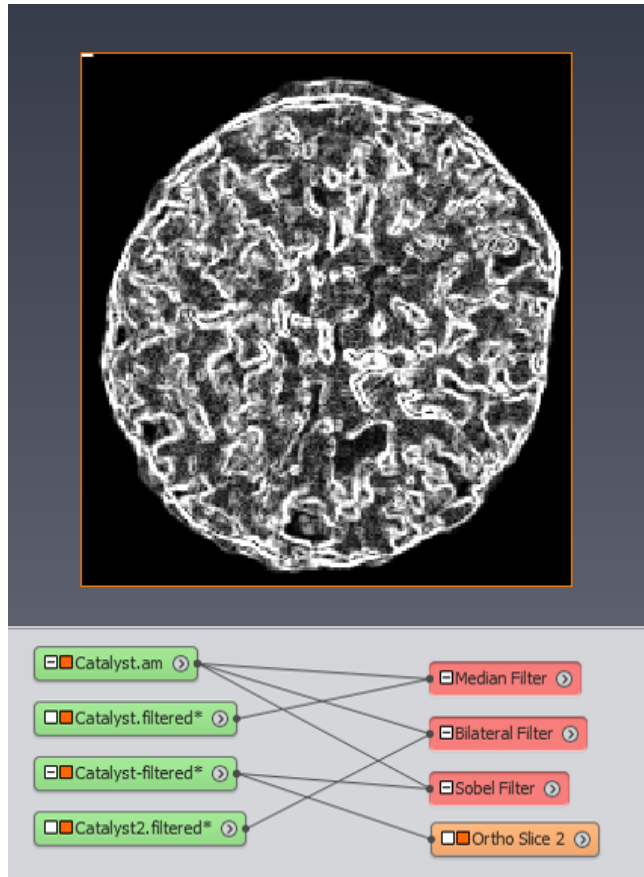 Catalyst.am
Median Filter
Catalyst.filtered*
Bilateral Filter
Catalyst-filtered*
Sobel Filter
Catalyst2.filtered*
Ortho Slice 2